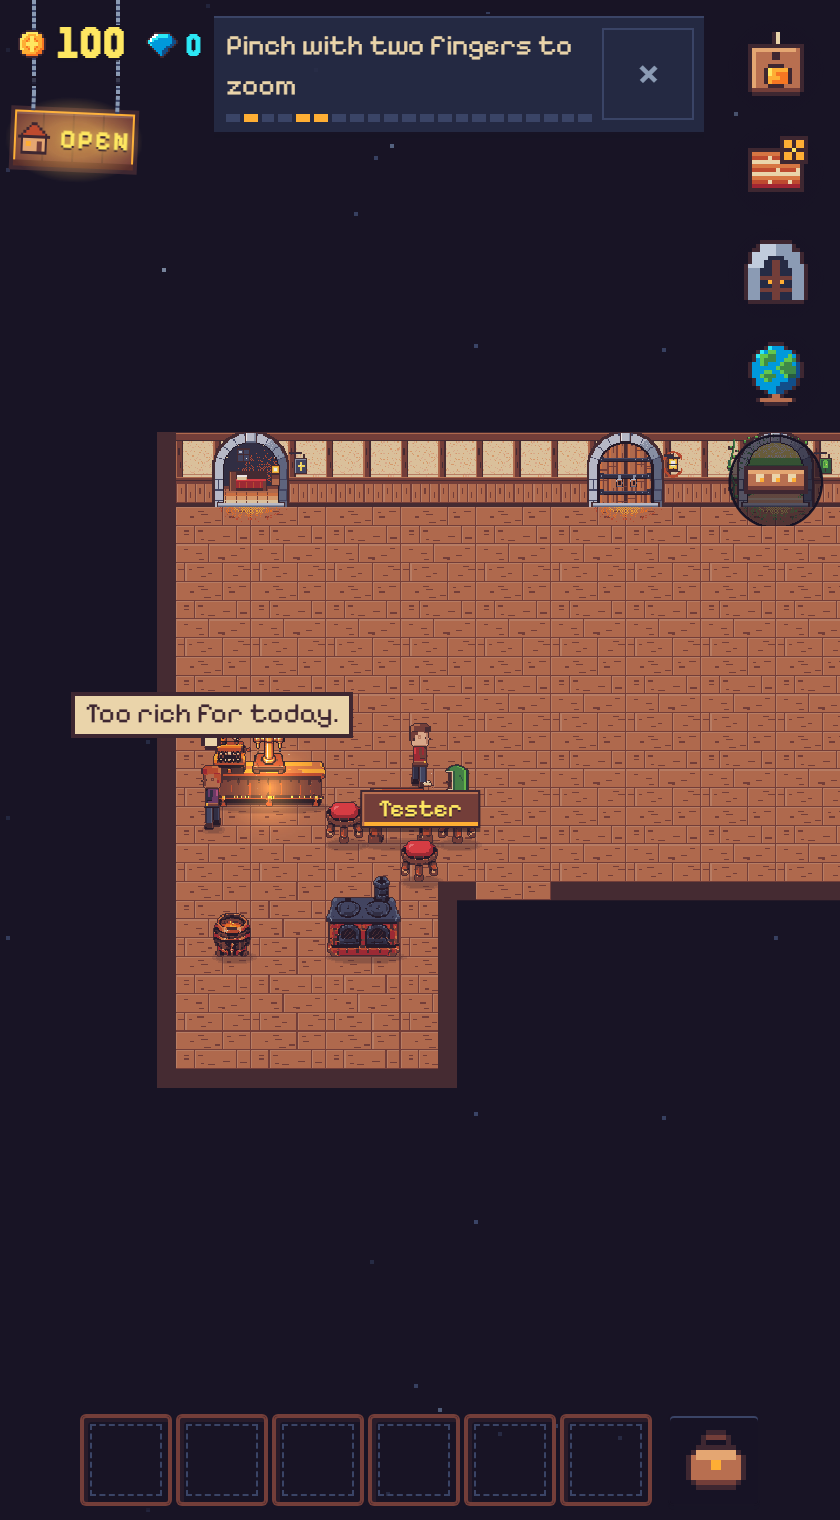 100
0
Pinch with two fingers to
zoom
×
OPEN
Too rich for today.
Tester